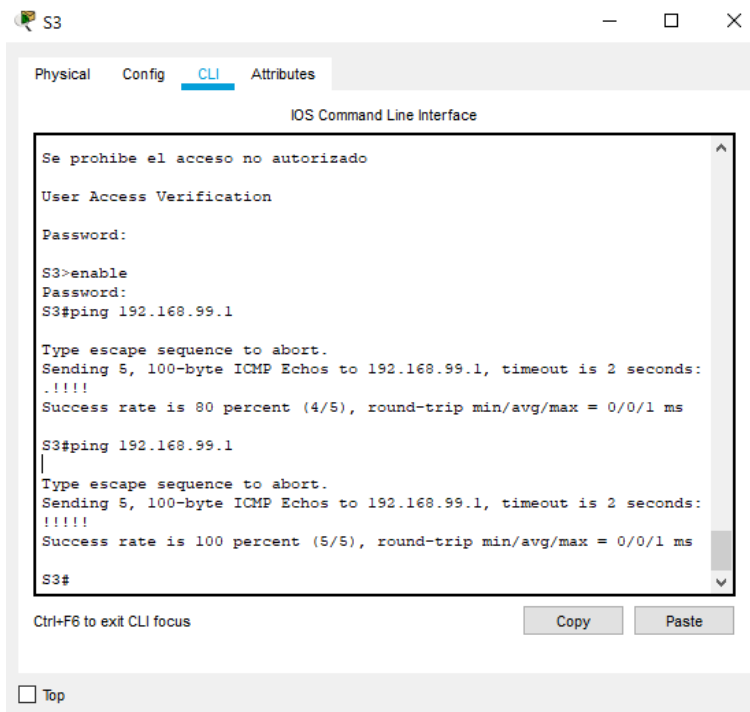 S3
Physical Config CLI Attributes
IOS Command Line Interface
Se prohibe el acceso no autorizado
User Access Verification
Password:
S3>enable
Password:
S3#ping 192.168.99.1
Type escape sequence to abort.
Sending 5, 100-byte ICMP Echos to 192.168.99.1, timeout is 2 seconds:
.!!!!
Success rate is 80 percent (4/5), round-trip min/avg/max = 0/0/1 ms
S3#ping 192.168.99.1
Type escape sequence to abort.
Sending 5, 100-byte ICMP Echos to 192.168.99.1, timeout is 2 seconds:
!!!!!
Success rate is 100 percent (5/5), round-trip min/avg/max = 0/0/1 ms
S3#
Ctrl+F6 to exit CLI focus
Copy Paste
Top